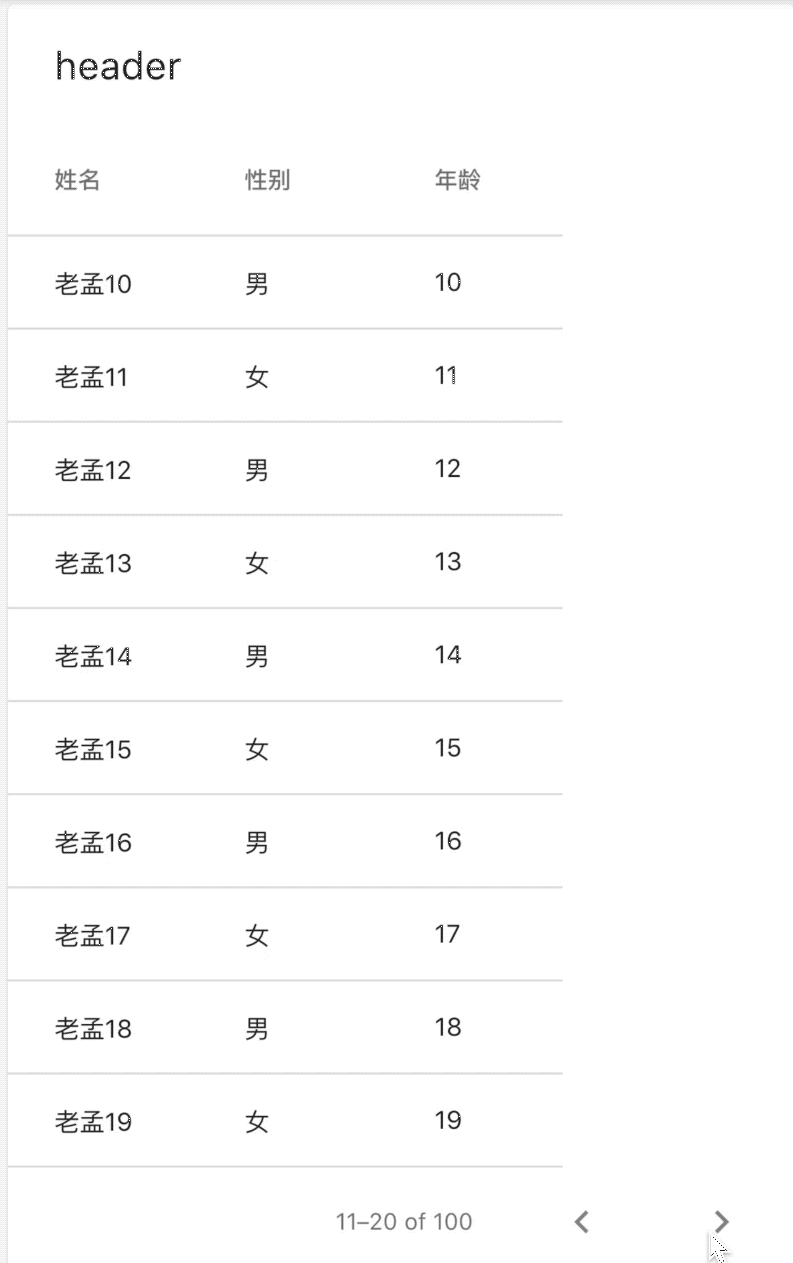 header
姓名 性别 年龄
老孟10 男 10
老孟11 女 11
老孟12 男 12
老孟13 女 13
老孟14 男 14
老孟15 女 15
老孟16 男 16
老孟17 女 17
老孟18 男 18
老孟19 女 19
11–20 of 100